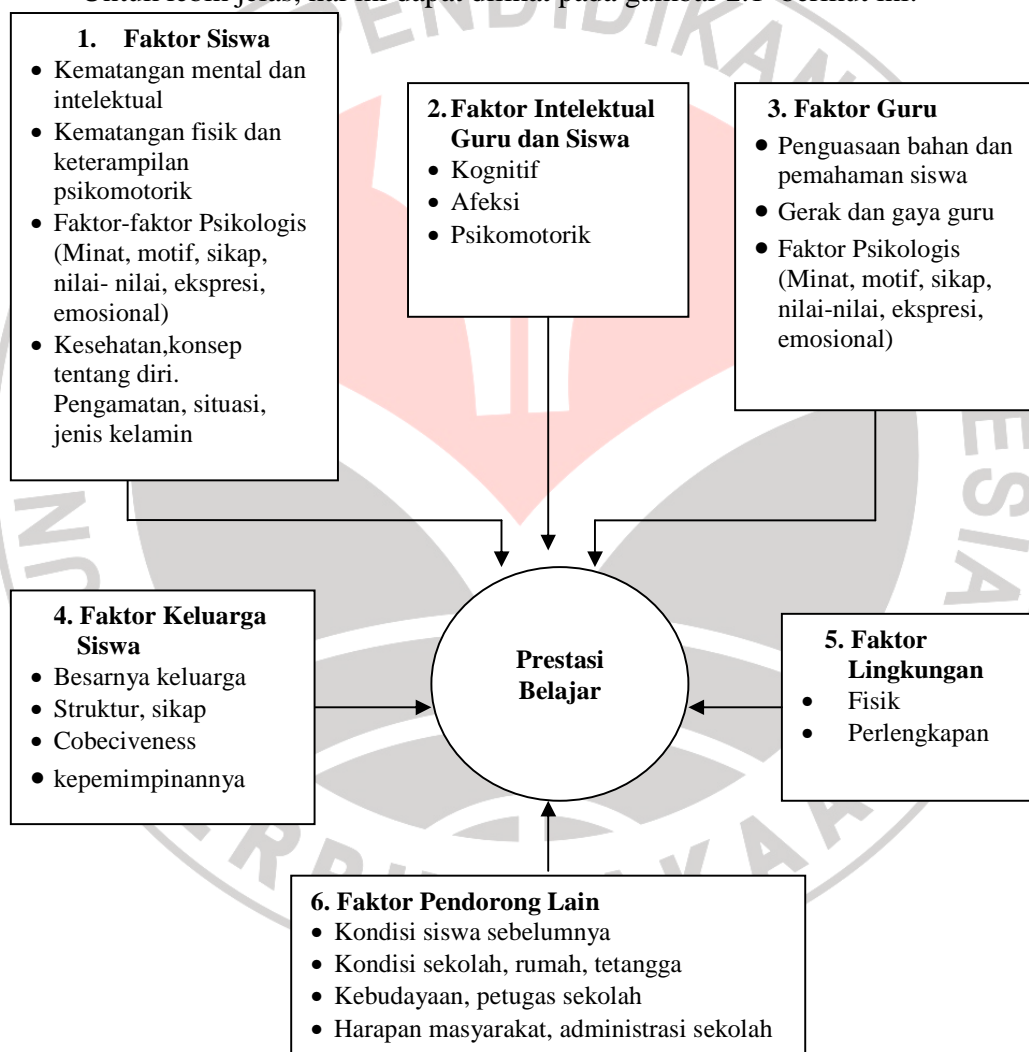 Untuk lebih jelas, hal ini dapat dilihat pada gambar 2.1 berikut ini.
ENDIDIKAN
1. Faktor Siswa
• Kematangan mental dan
intelektual
• Kematangan fisik dan
keterampilan
psikomotorik
• Faktor-faktor Psikologis
(Minat, motif, sikap,
nilai- nilai, ekspresi,
emosional)
• Kesehatan,konsep
tentang diri.
Pengamatan, situasi,
jenis kelamin
2. Faktor Intelektual
Guru dan Siswa
• Kognitif
• Afeksi
• Psikomotorik
3. Faktor Guru
• Penguasaan bahan dan
pemahaman siswa
• Gerak dan gaya guru
• Faktor Psikologis
(Minat, motif, sikap,
nilai-nilai, ekspresi,
emosional)
ESIA
4. Faktor Keluarga
Siswa
• Besarnya keluarga
• Struktur, sikap
• Cobeciveness
• kepemimpinannya
Prestasi
Belajar
5. Faktor
Lingkungan
• Fisik
• Perlengkapan
6. Faktor Pendorong Lain
• Kondisi siswa sebelumnya
• Kondisi sekolah, rumah, tetangga
• Kebudayaan, petugas sekolah
• Harapan masyarakat, administrasi sekolah